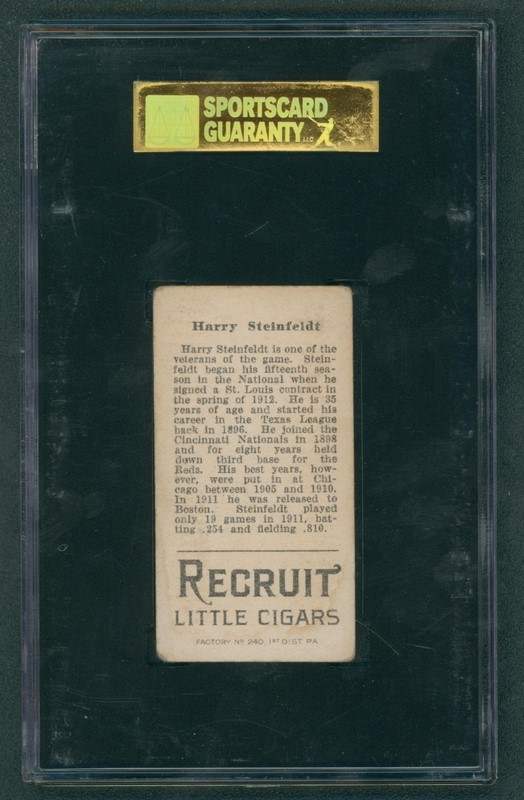 SPORTSCARD
GUARANTY LLC
Harry Steinfeldt
Harry Steinfeldt is one of the
veterans of the game. Stein-
feldt began his fifteenth sea-
son in the National when he
signed a St. Louis contract in
the spring of 1912. He is 35
years of age and started his
career in the Texas League
back in 1896. He joined the
Cincinnati Nationals in 1898
and for eight years held
down third base for the
Reds. His best years, how-
ever, were put in at Chi-
cago between 1905 and 1910.
In 1911 he was released to
Boston. Steinfeldt played
only 19 games in 1911, bat-
ting .254 and fielding .810.
RECRUIT
LITTLE CIGARS
FACTORY No 240, 1ST DIST. PA.